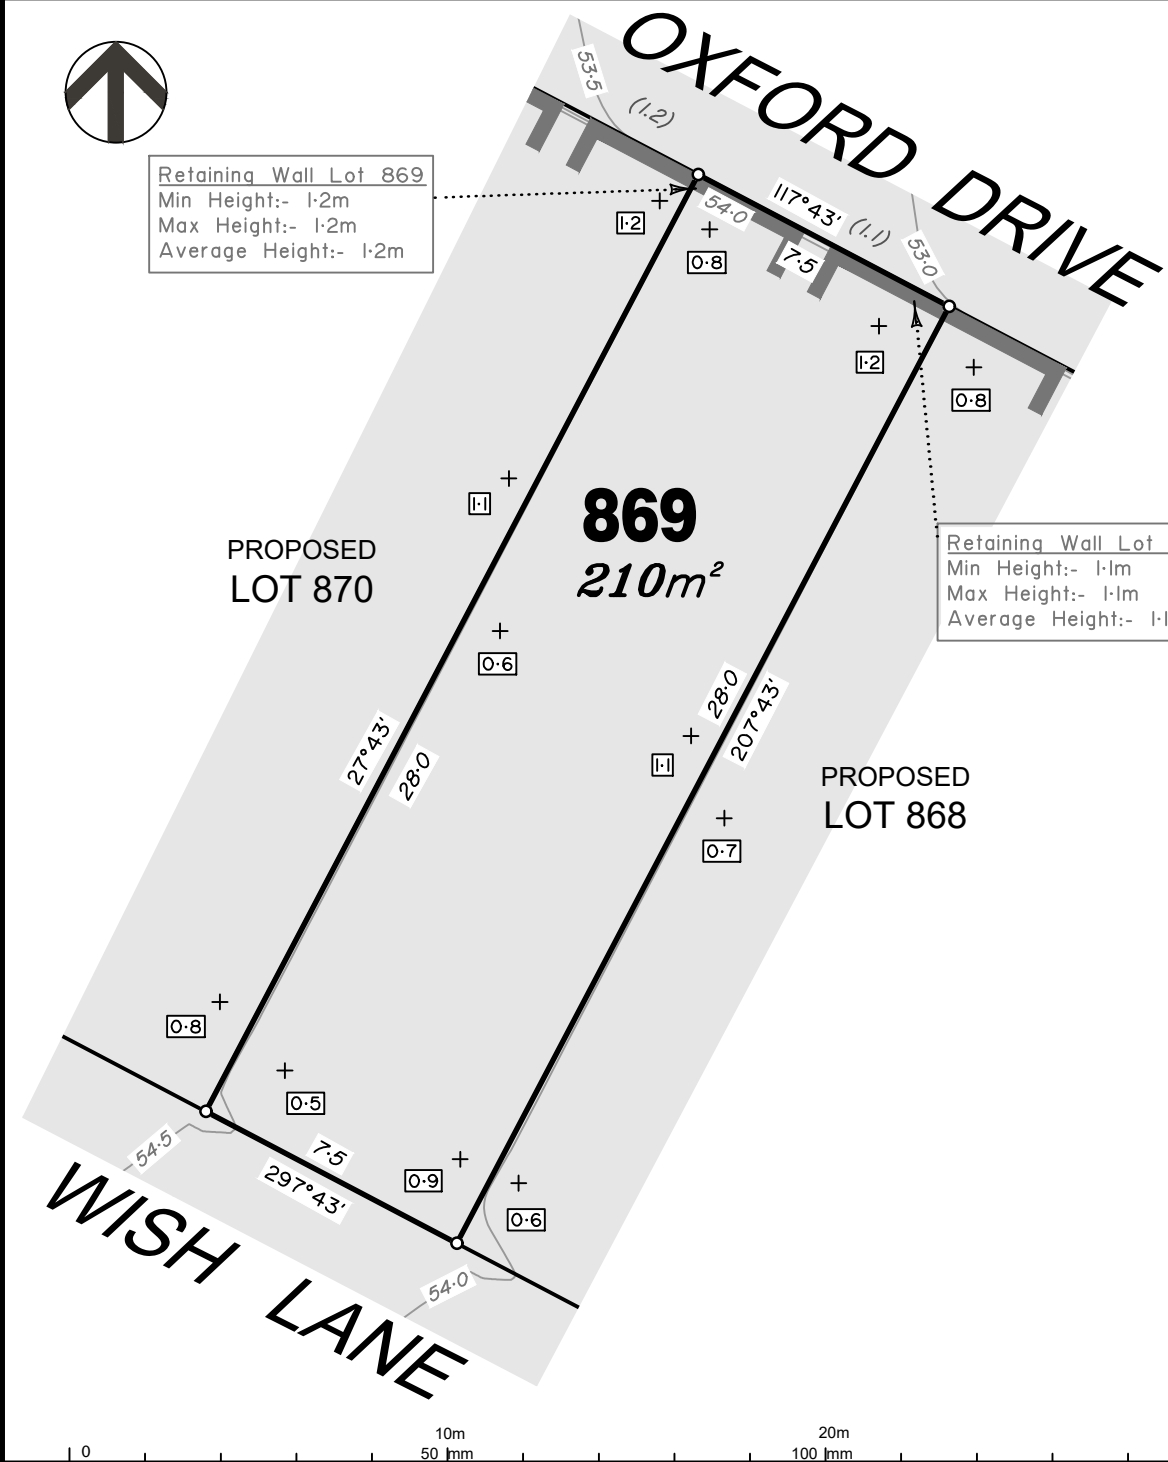 OXFORD DRIVE
53·5
(1.2)
Retaining Wall Lot 869
Min Height:- 1·2m
Max Height:- 1·2m
Average Height:- 1·2m
117°43'
54·0
(1.1)
53·0
7·5
1·2
0·8
1·2
0·8
1·1
869
210m²
PROPOSED
LOT 870
Retaining Wall Lot
Min Height:- 1·1m
Max Height:- 1·1m
Average Height:- 1·1
0·6
28·0
207°43'
27°43'
28·0
1·1
PROPOSED
LOT 868
0·7
0·8
0·5
54·5
7·5
297°43'
0·9
0·6
54·0
WISH LANE
10m
20m
0
50 mm
100 mm